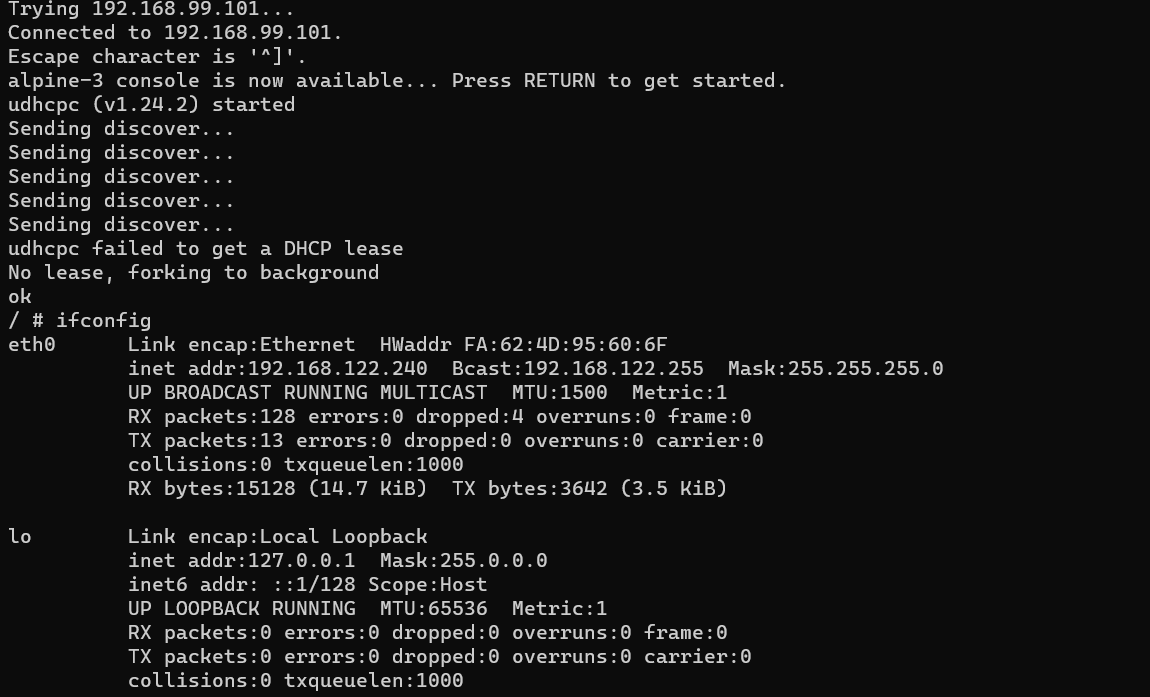 Trying 192.168.99.101...
Connected to 192.168.99.101.
Escape character is '^]'.
alpine-3 console is now available... Press RETURN to get started.
udhcpc (v1.24.2) started
Sending discover...
Sending discover...
Sending discover...
Sending discover...
Sending discover...
udhcpc failed to get a DHCP lease
No lease, forking to background
ok
/ # ifconfig
eth0      Link encap:Ethernet  HWaddr FA:62:4D:95:60:6F
          inet addr:192.168.122.240  Bcast:192.168.122.255  Mask:255.255.255.0
          UP BROADCAST RUNNING MULTICAST  MTU:1500  Metric:1
          RX packets:128 errors:0 dropped:4 overruns:0 frame:0
          TX packets:13 errors:0 dropped:0 overruns:0 carrier:0
          collisions:0 txqueuelen:1000
          RX bytes:15128 (14.7 KiB)  TX bytes:3642 (3.5 KiB)

lo        Link encap:Local Loopback
          inet addr:127.0.0.1  Mask:255.0.0.0
          inet6 addr: ::1/128 Scope:Host
          UP LOOPBACK RUNNING  MTU:65536  Metric:1
          RX packets:0 errors:0 dropped:0 overruns:0 frame:0
          TX packets:0 errors:0 dropped:0 overruns:0 carrier:0
          collisions:0 txqueuelen:1000